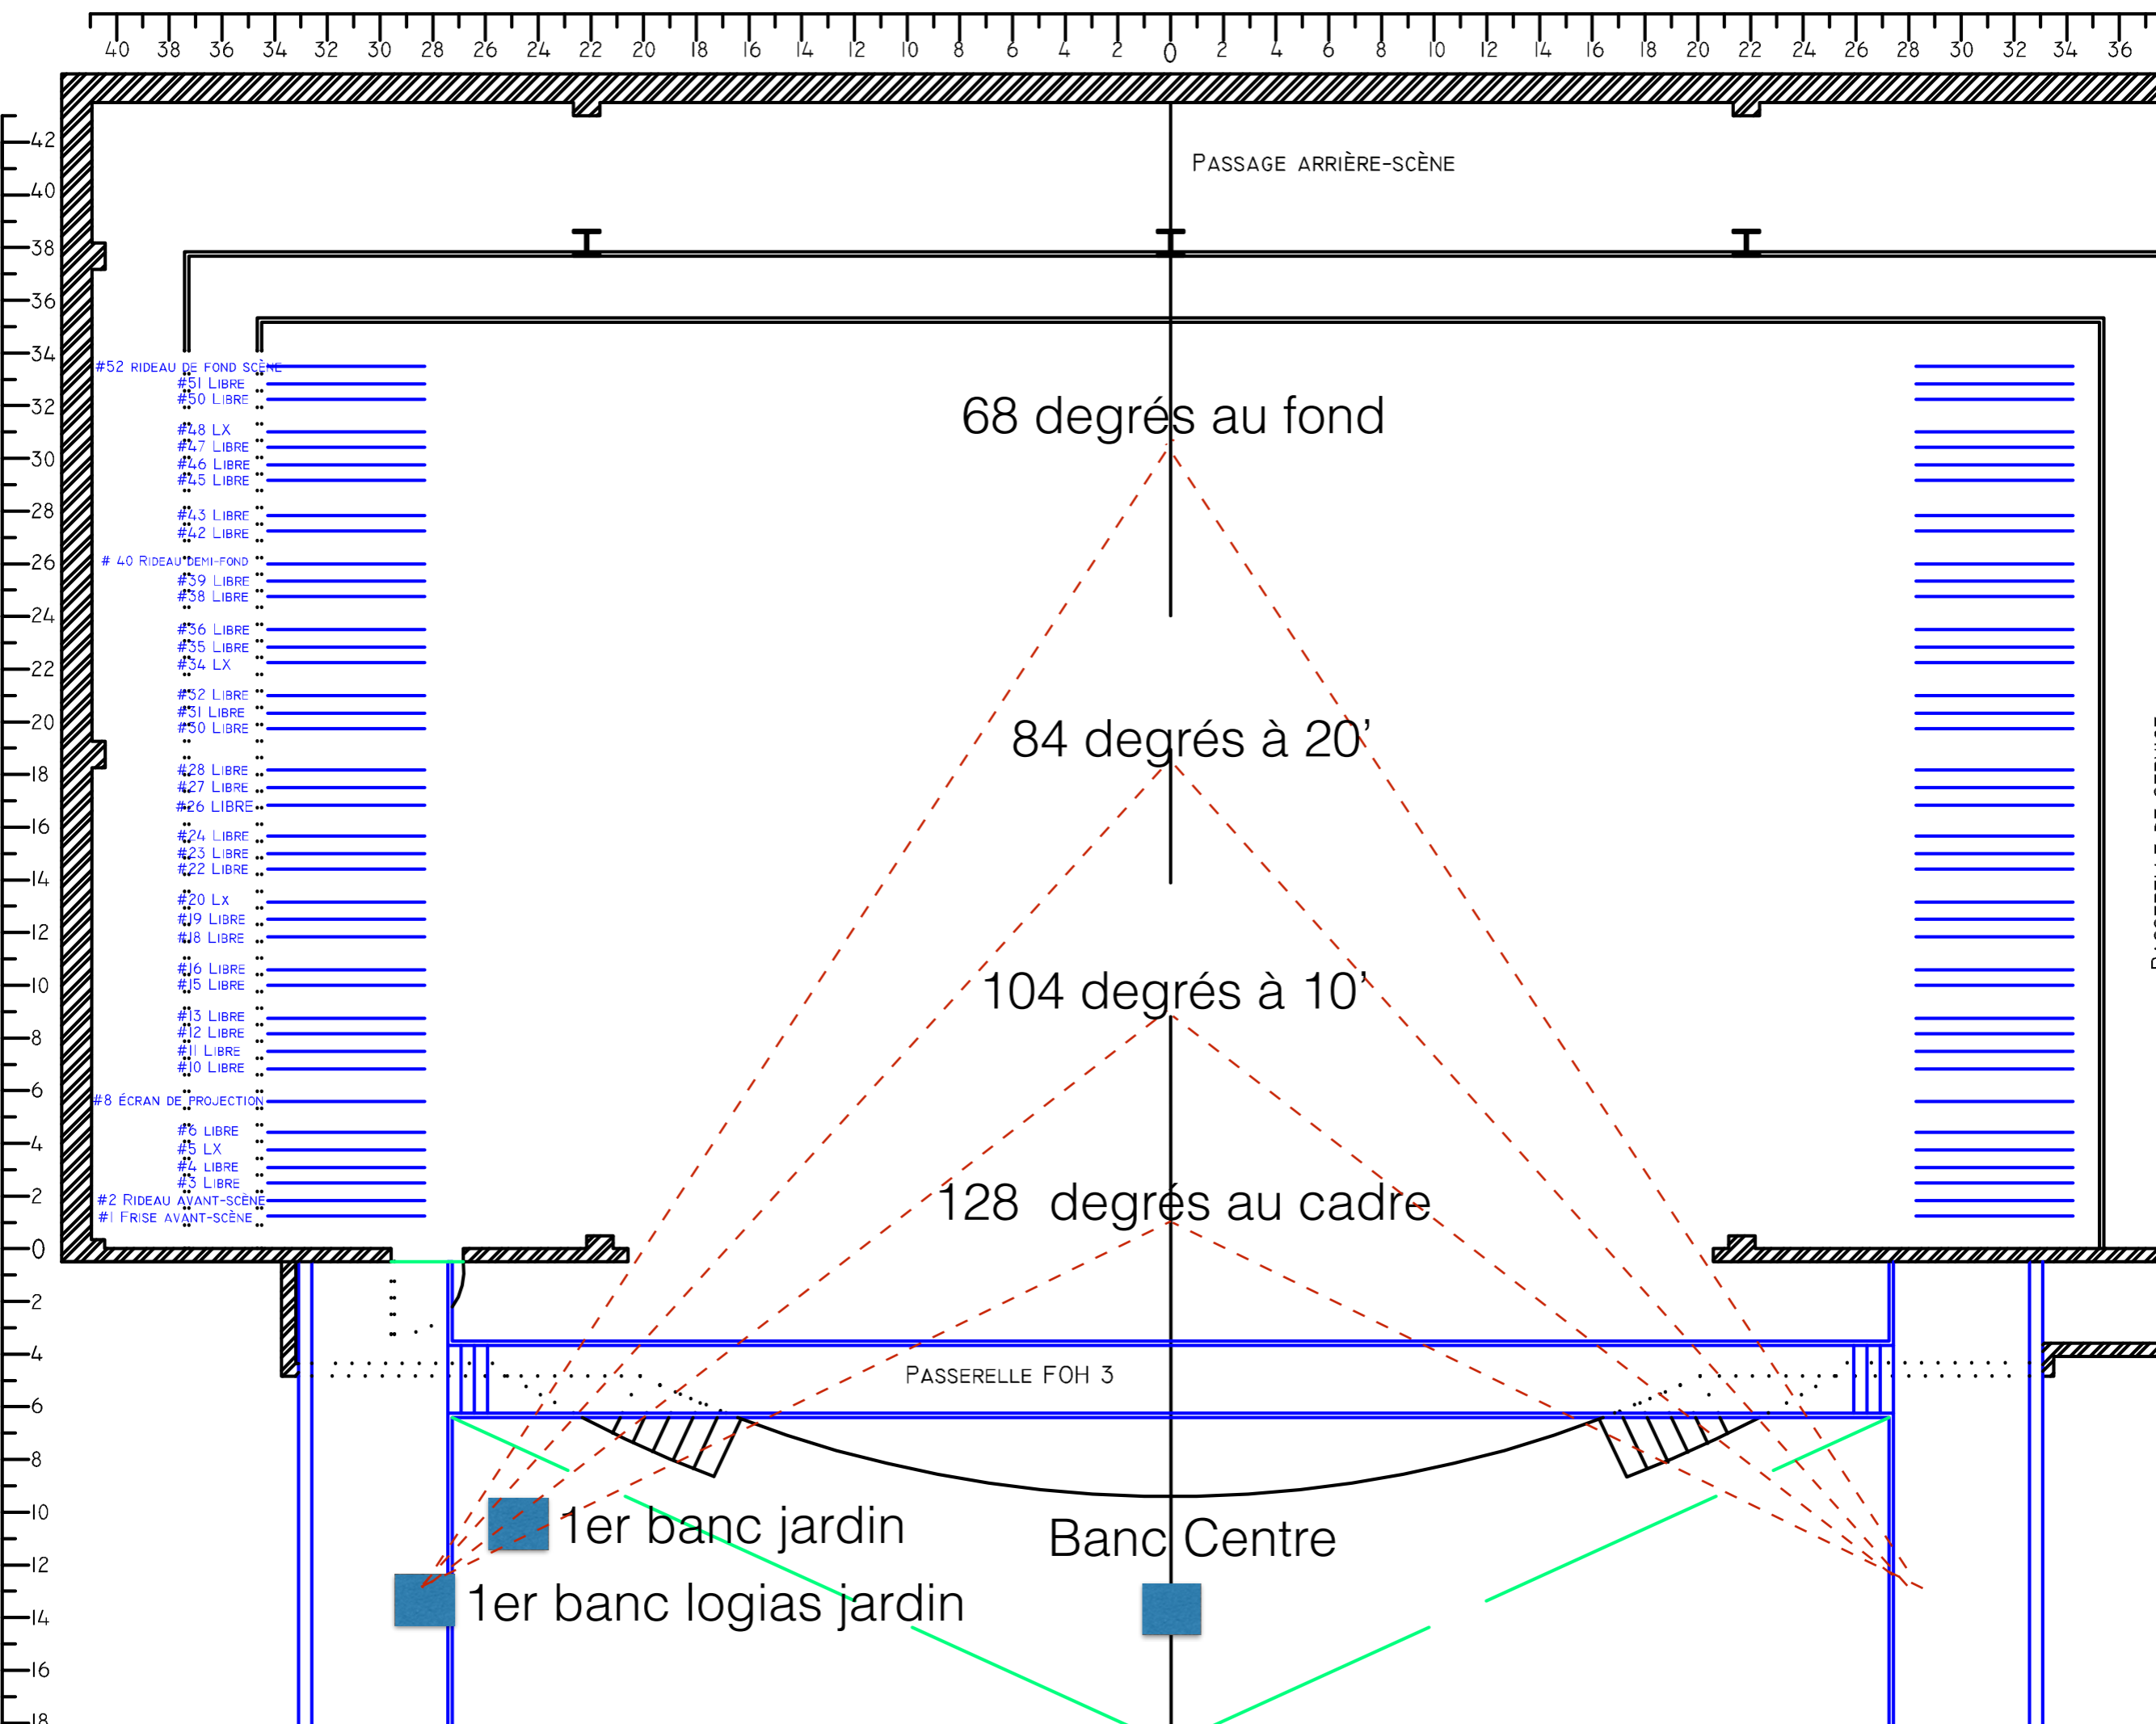 40 38 36 34 32 30 28 26 24 22 20 18 16 14 12 10 8 6 4 2 0 2 4 6 8 10 12 14 16 18 20 22 24 26 28 30 32 34 36
42
PASSAGE ARRIÈRE-SCÈNE
40
38
36
34
#52 RIDEAU DE FOND SCÈNE
#51 LIBRE
#50 LIBRE
32
68 degrés au fond
#48 LX
#47 LIBRE
30
#46 LIBRE
#45 LIBRE
28
#43 LIBRE
#42 LIBRE
26
# 40 RIDEAU DEMI-FOND
#39 LIBRE
#38 LIBRE
24
#36 LIBRE
#35 LIBRE
22
#34 LX
#32 LIBRE
#31 LIBRE
20
#30 LIBRE
84 degrés à 20’
18
#28 LIBRE
#27 LIBRE
#26 LIBRE
16
#24 LIBRE
#23 LIBRE
#22 LIBRE
14
#20 LX
#19 LIBRE
12
#18 LIBRE
#16 LIBRE
10
#15 LIBRE
104 degrés à 10’
#13 LIBRE
8
#12 LIBRE
#11 LIBRE
#10 LIBRE
6
#8 ÉCRAN DE PROJECTION
#6 LIBRE
4
#5 LX
#4 LIBRE
#3 LIBRE
2
#2 RIDEAU AVANT-SCÈNE
#1 FRISE AVANT-SCÈNE
128 degrés au cadre
0
2
4
PASSERELLE FOH 3
6
8
10
1er banc jardin
Banc Centre
12
1er banc logias jardin
14
16
18